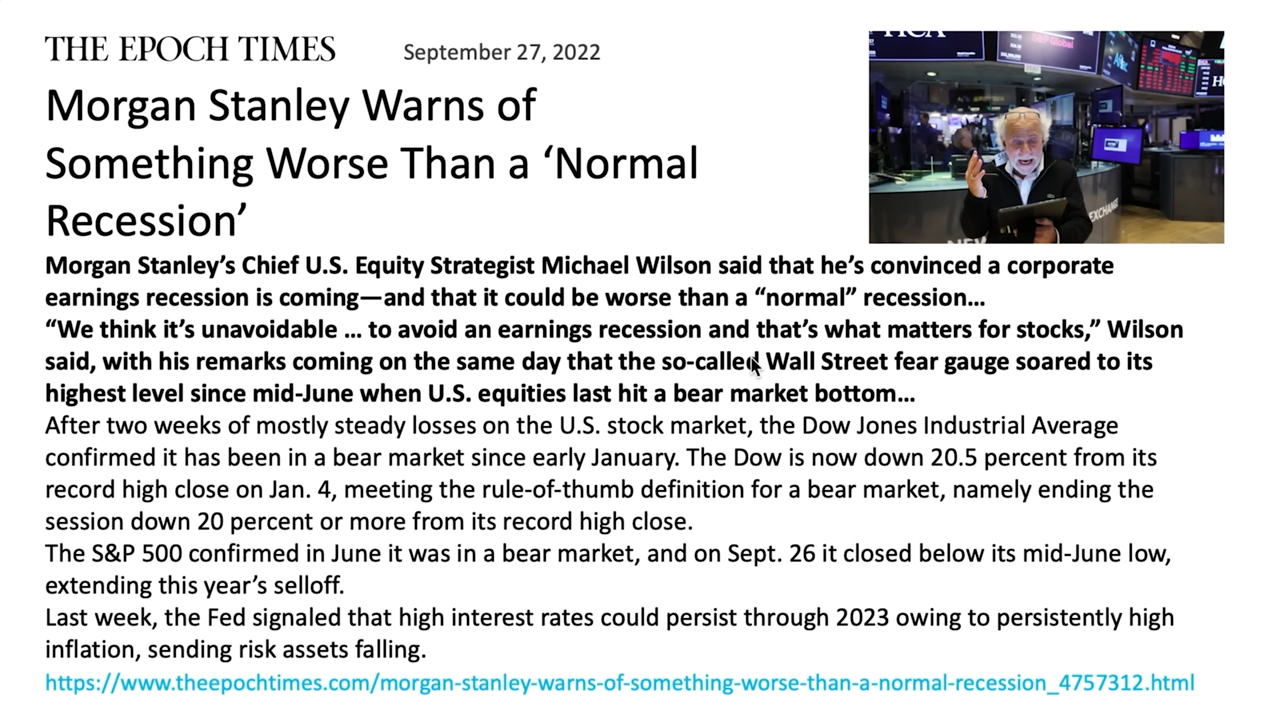 THE EPOCH TIMES
September 27, 2022
HCA
S&P Global
EXCHANGE
Morgan Stanley Warns of
Something Worse Than a ‘Normal
Recession’
Morgan Stanley’s Chief U.S. Equity Strategist Michael Wilson said that he’s convinced a corporate
earnings recession is coming—and that it could be worse than a “normal” recession…
“We think it’s unavoidable … to avoid an earnings recession and that’s what matters for stocks,” Wilson
said, with his remarks coming on the same day that the so-called Wall Street fear gauge soared to its
highest level since mid-June when U.S. equities last hit a bear market bottom…
After two weeks of mostly steady losses on the U.S. stock market, the Dow Jones Industrial Average
confirmed it has been in a bear market since early January. The Dow is now down 20.5 percent from its
record high close on Jan. 4, meeting the rule-of-thumb definition for a bear market, namely ending the
session down 20 percent or more from its record high close.
The S&P 500 confirmed in June it was in a bear market, and on Sept. 26 it closed below its mid-June low,
extending this year’s selloff.
Last week, the Fed signaled that high interest rates could persist through 2023 owing to persistently high
inflation, sending risk assets falling.
https://www.theepochtimes.com/morgan-stanley-warns-of-something-worse-than-a-normal-recession_4757312.html